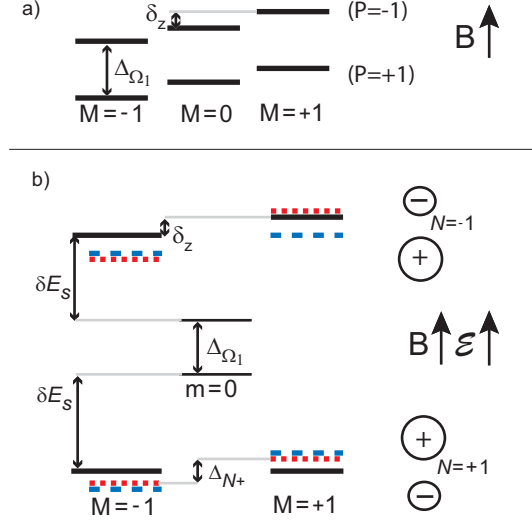 a)
δz
(P=-1)
B
ΔΩ1
(P=+1)
M=-1
M=0
M=+1
b)
−
N=-1
δz
+
δEs
ΔΩ1
B ℰ
m=0
δEs
+
N=+1
ΔN+
−
M=-1
M=+1